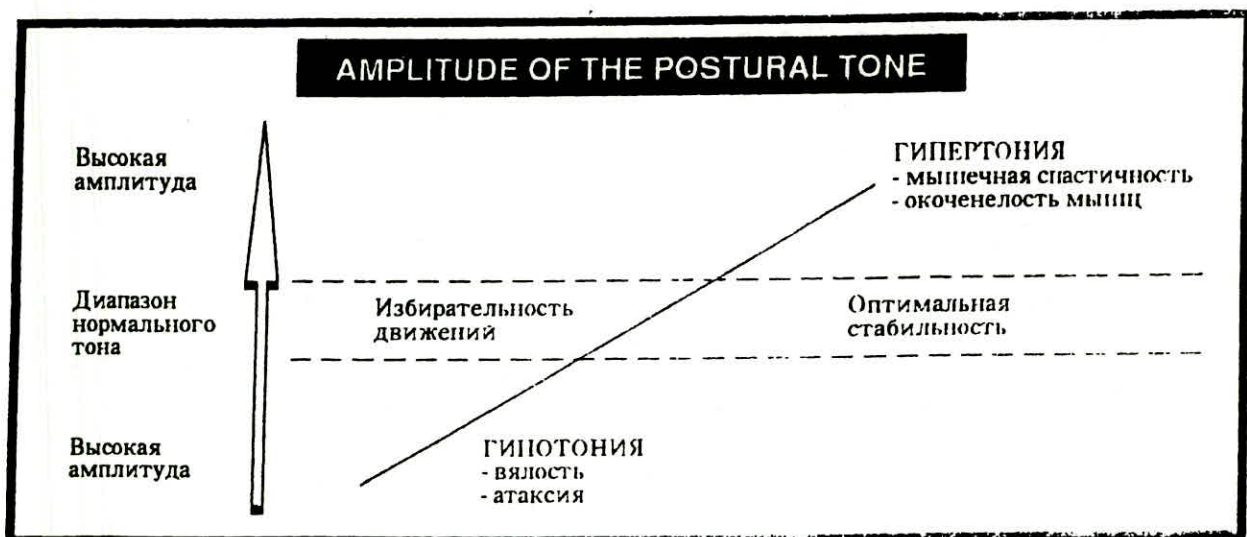 AMPLITUDE OF THE POSTURAL TONE
Высокая
амплитуда
ГИПЕРТОНИЯ
- мышечная спастичность
- окоченелость мышц
Диапазон
нормального
тона
Избирательность
движений
Оптимальная
стабильность
Высокая
амплитуда
ГИПОТОНИЯ
- вялость
- атаксия